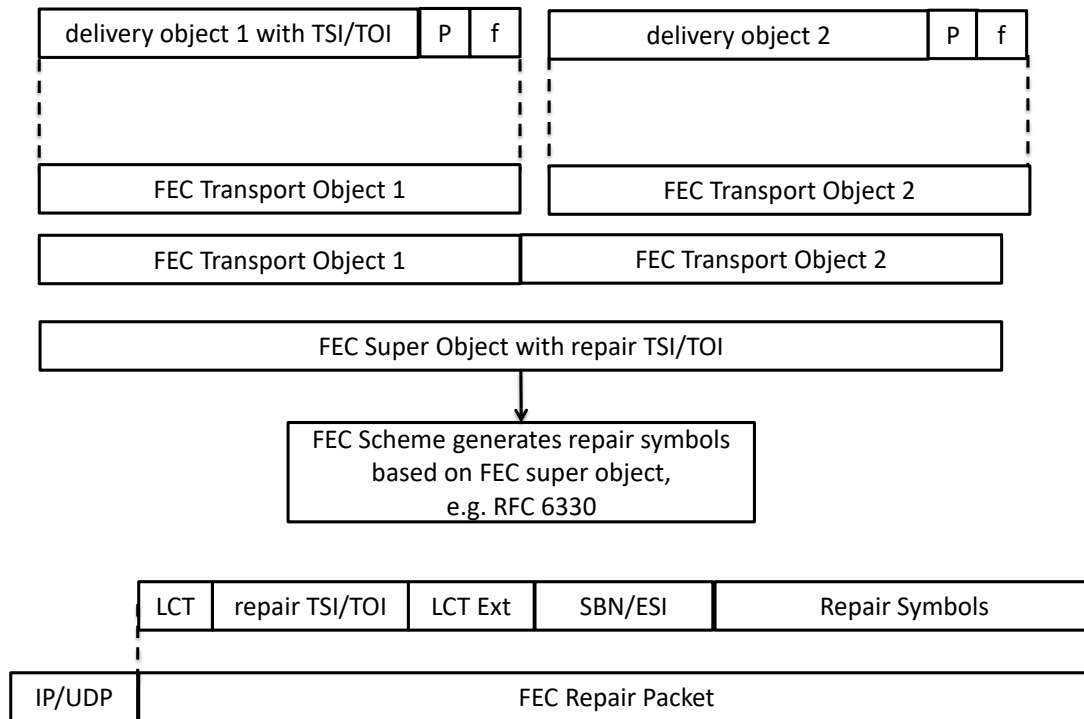 delivery object 1 with TSI/TOI P f delivery object 2 P f
FEC Transport Object 1 FEC Transport Object 2
FEC Transport Object 1 FEC Transport Object 2
FEC Super Object with repair TSI/TOI
FEC Scheme generates repair symbols
based on FEC super object,
e.g. RFC 6330
LCT repair TSI/TOI LCT Ext SBN/ESI Repair Symbols
IP/UDP FEC Repair Packet